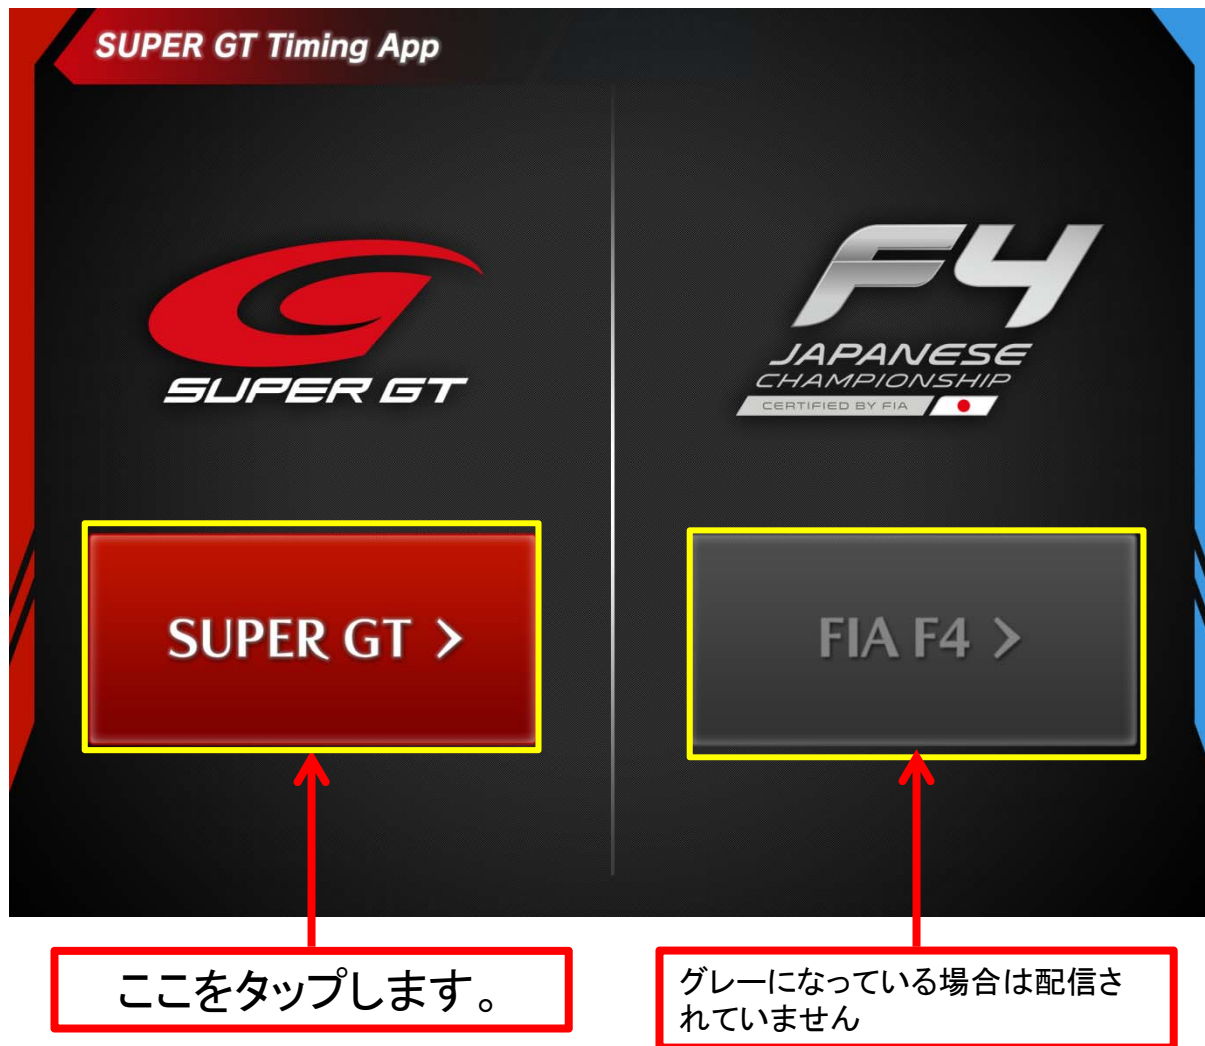 SUPER GT Timing App
SUPER GT
F4
JAPANESE
CHAMPIONSHIP
CERTIFIED BY FIA
SUPER GT >
FIA F4 >
ここをタップします。
グレーになっている場合は配信さ
れていません